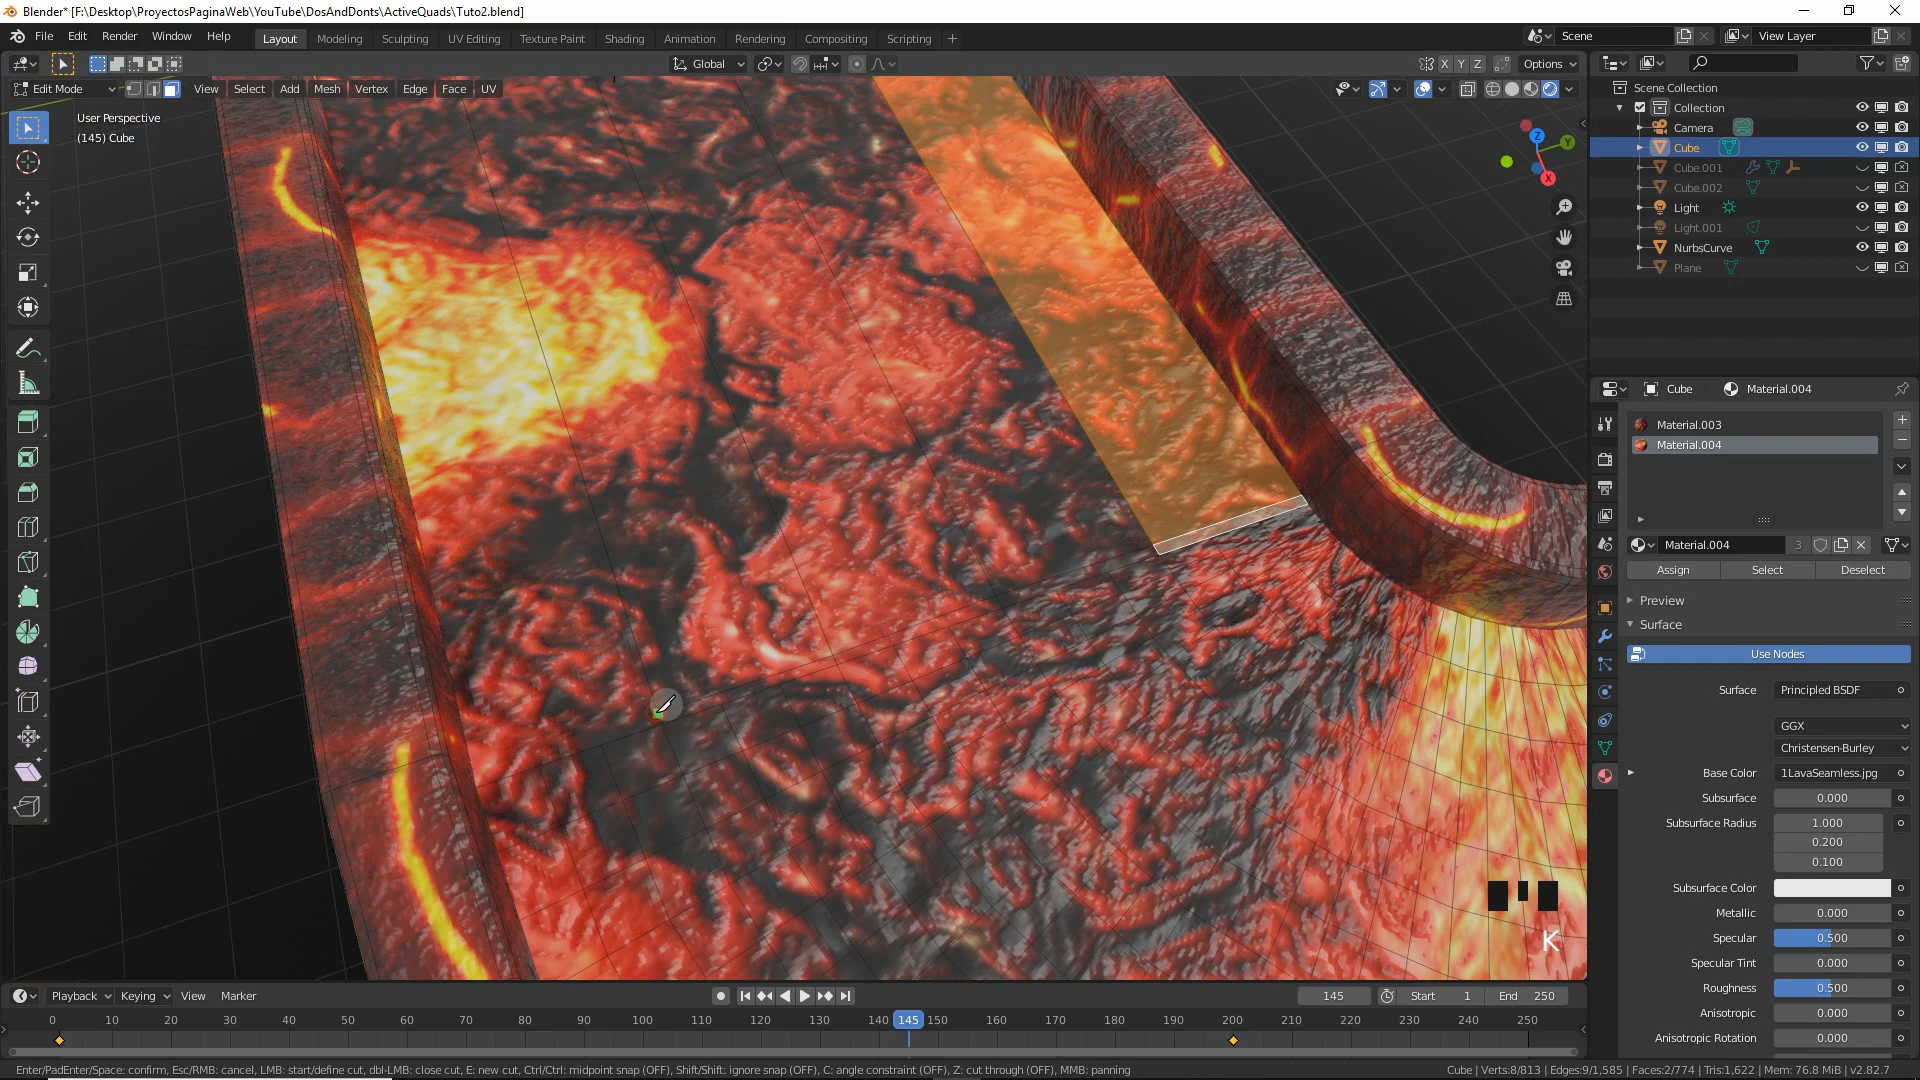 Blender* [F:\Desktop\ProyectosPaginaWeb\YouTube\DosAndDonts\ActiveQuads\Tuto2.blend]
File Edit Render Window Help Layout Modeling Sculpting UV Editing Texture Paint Shading Animation Rendering Compositing Scripting + Scene View Layer
Global X Y Z Options
Edit Mode View Select Add Mesh Vertex Edge Face UV
User Perspective
(145) Cube
Z
Y
X
Scene Collection
Collection
Camera
Cube
Cube.001
Cube.002
Light
Light.001
NurbsCurve
Plane
Cube Material.004
Material.003
Material.004
Material.004 3
Assign Select Deselect
Preview
Surface
Use Nodes
Surface Principled BSDF
GGX
Christensen-Burley
Base Color 1LavaSeamless.jpg
Subsurface 0.000
Subsurface Radius 1.000
0.200
0.100
Subsurface Color
Metallic 0.000
Specular 0.500
Specular Tint 0.000
Roughness 0.500
Anisotropic 0.000
Anisotropic Rotation 0.000
K
Playback Keying View Marker 145 Start 1 End 250
0 10 20 30 40 50 60 70 80 90 100 110 120 130 140 145 150 160 170 180 190 200 210 220 230 240 250
Enter/PadEnter/Space: confirm, Esc/RMB: cancel, LMB: start/define cut, dbl-LMB: close cut, E: new cut, Ctrl/Ctrl: midpoint snap (OFF), Shift/Shift: ignore snap (OFF), C: angle constraint (OFF), Z: cut through (OFF), MMB: panning
Cube | Verts:8/813 | Edges:9/1,585 | Faces:2/774 | Tris:1,622 | Mem: 76.8 MiB | v2.82.7